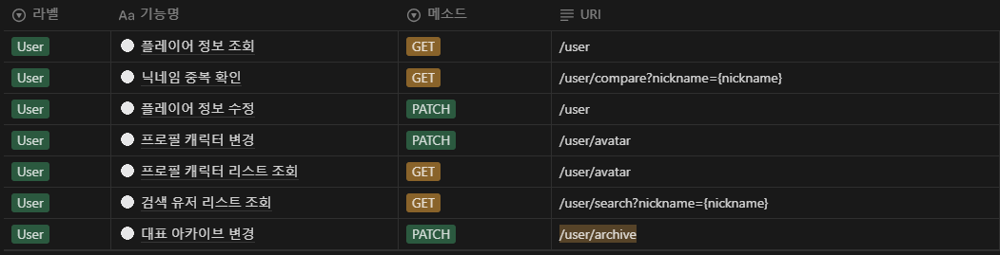 라벨 Aa 기능명 메소드 URI
User 플레이어 정보 조회 GET /user
User 닉네임 중복 확인 GET /user/compare?nickname={nickname}
User 플레이어 정보 수정 PATCH /user
User 프로필 캐릭터 변경 PATCH /user/avatar
User 프로필 캐릭터 리스트 조회 GET /user/avatar
User 검색 유저 리스트 조회 GET /user/search?nickname={nickname}
User 대표 아카이브 변경 PATCH /user/archive